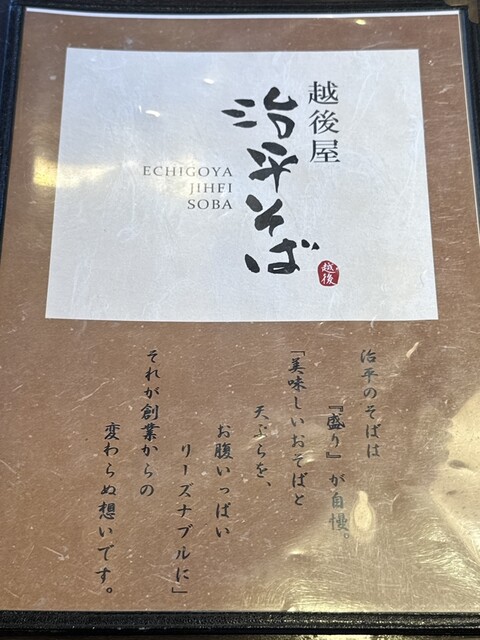 越後屋
治平そば
ECHIGOYA
JIHEI
SOBA
越後
治平のそばは
『盛り』が自慢。
「美味しいおそばと
天ぷらを、
お腹いっぱい
リーズナブルに」
それが創業からの
変わらぬ想いです。